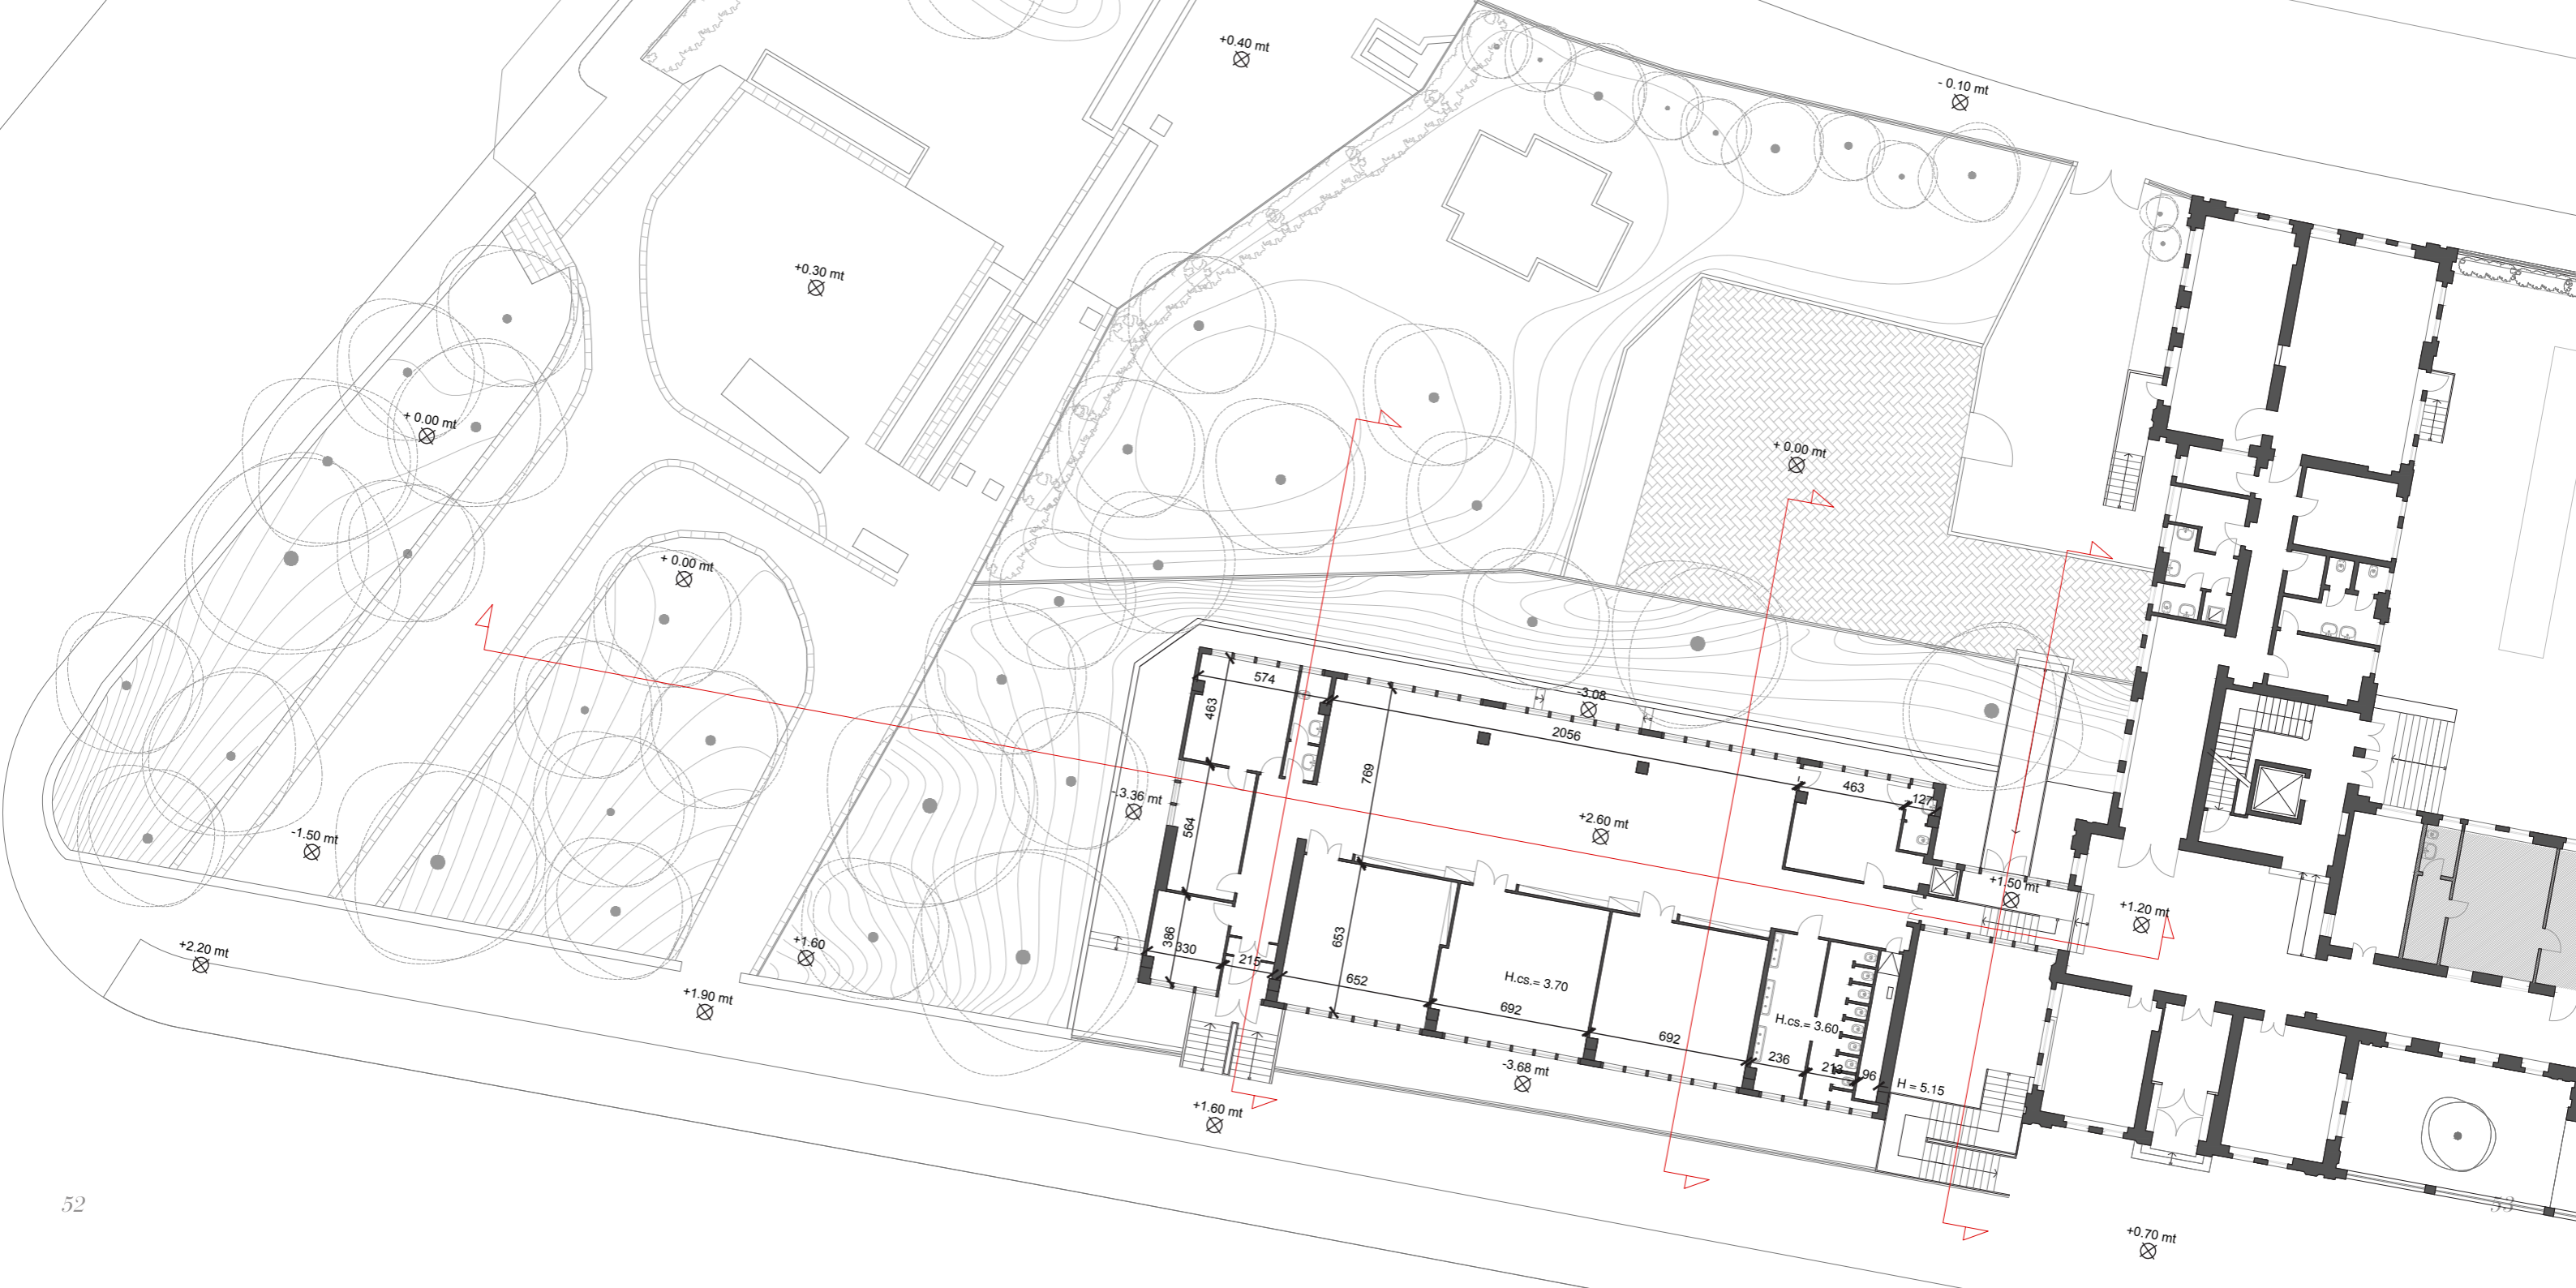 +0.40 mt
- 0.10 mt
+0.30 mt
+ 0.00 mt
+ 0.00 mt
+ 0.00 mt
574
463
-3.08
2056
769
463
127
-3.36 mt
564
+2.60 mt
-1.50 mt
+1.50 mt
+1.20 mt
+2.20 mt
+1.60
386
330
215
653
652
H.cs.= 3.70
692
692
H.cs.= 3.60
236
213
96
H = 5.15
+1.90 mt
-3.68 mt
+1.60 mt
52
53
+0.70 mt